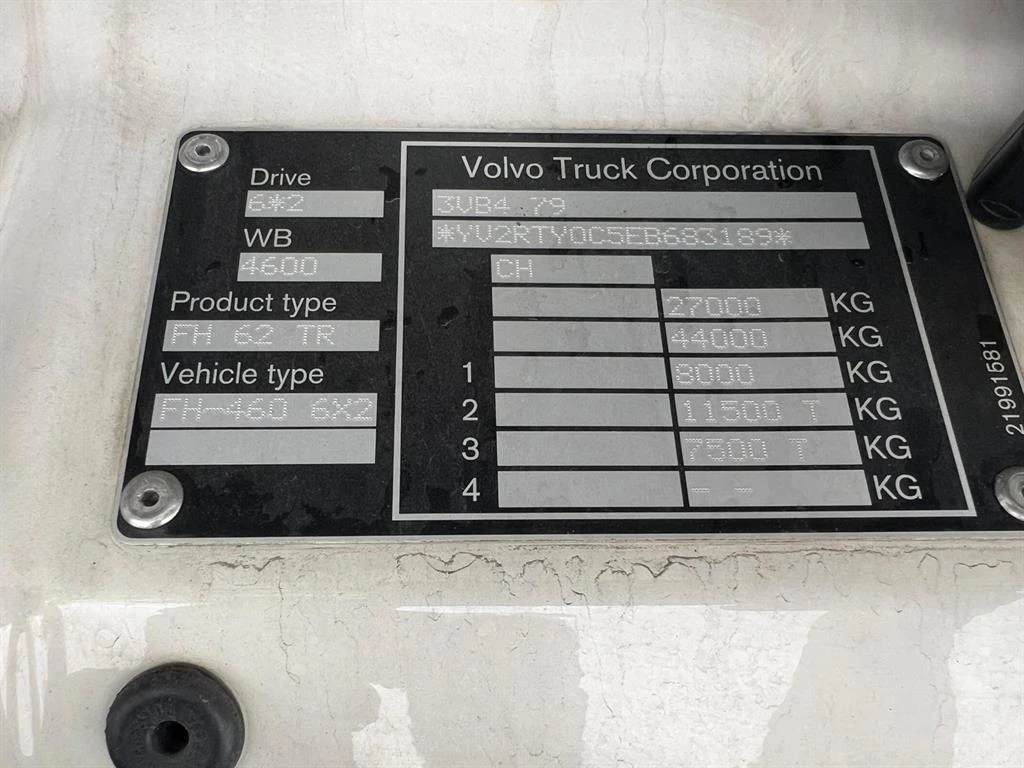 Drive
6*2
WB
4600
Product type
FH 62 TR
Vehicle type
FH-460 6X2
Volvo Truck Corporation
3VB4 79
*YV2RTY0C5EB683189*
CH
27000 KG
44000 KG
1 8000 KG
2 11500 T KG
3 7500 T KG
4 - - KG
21991581